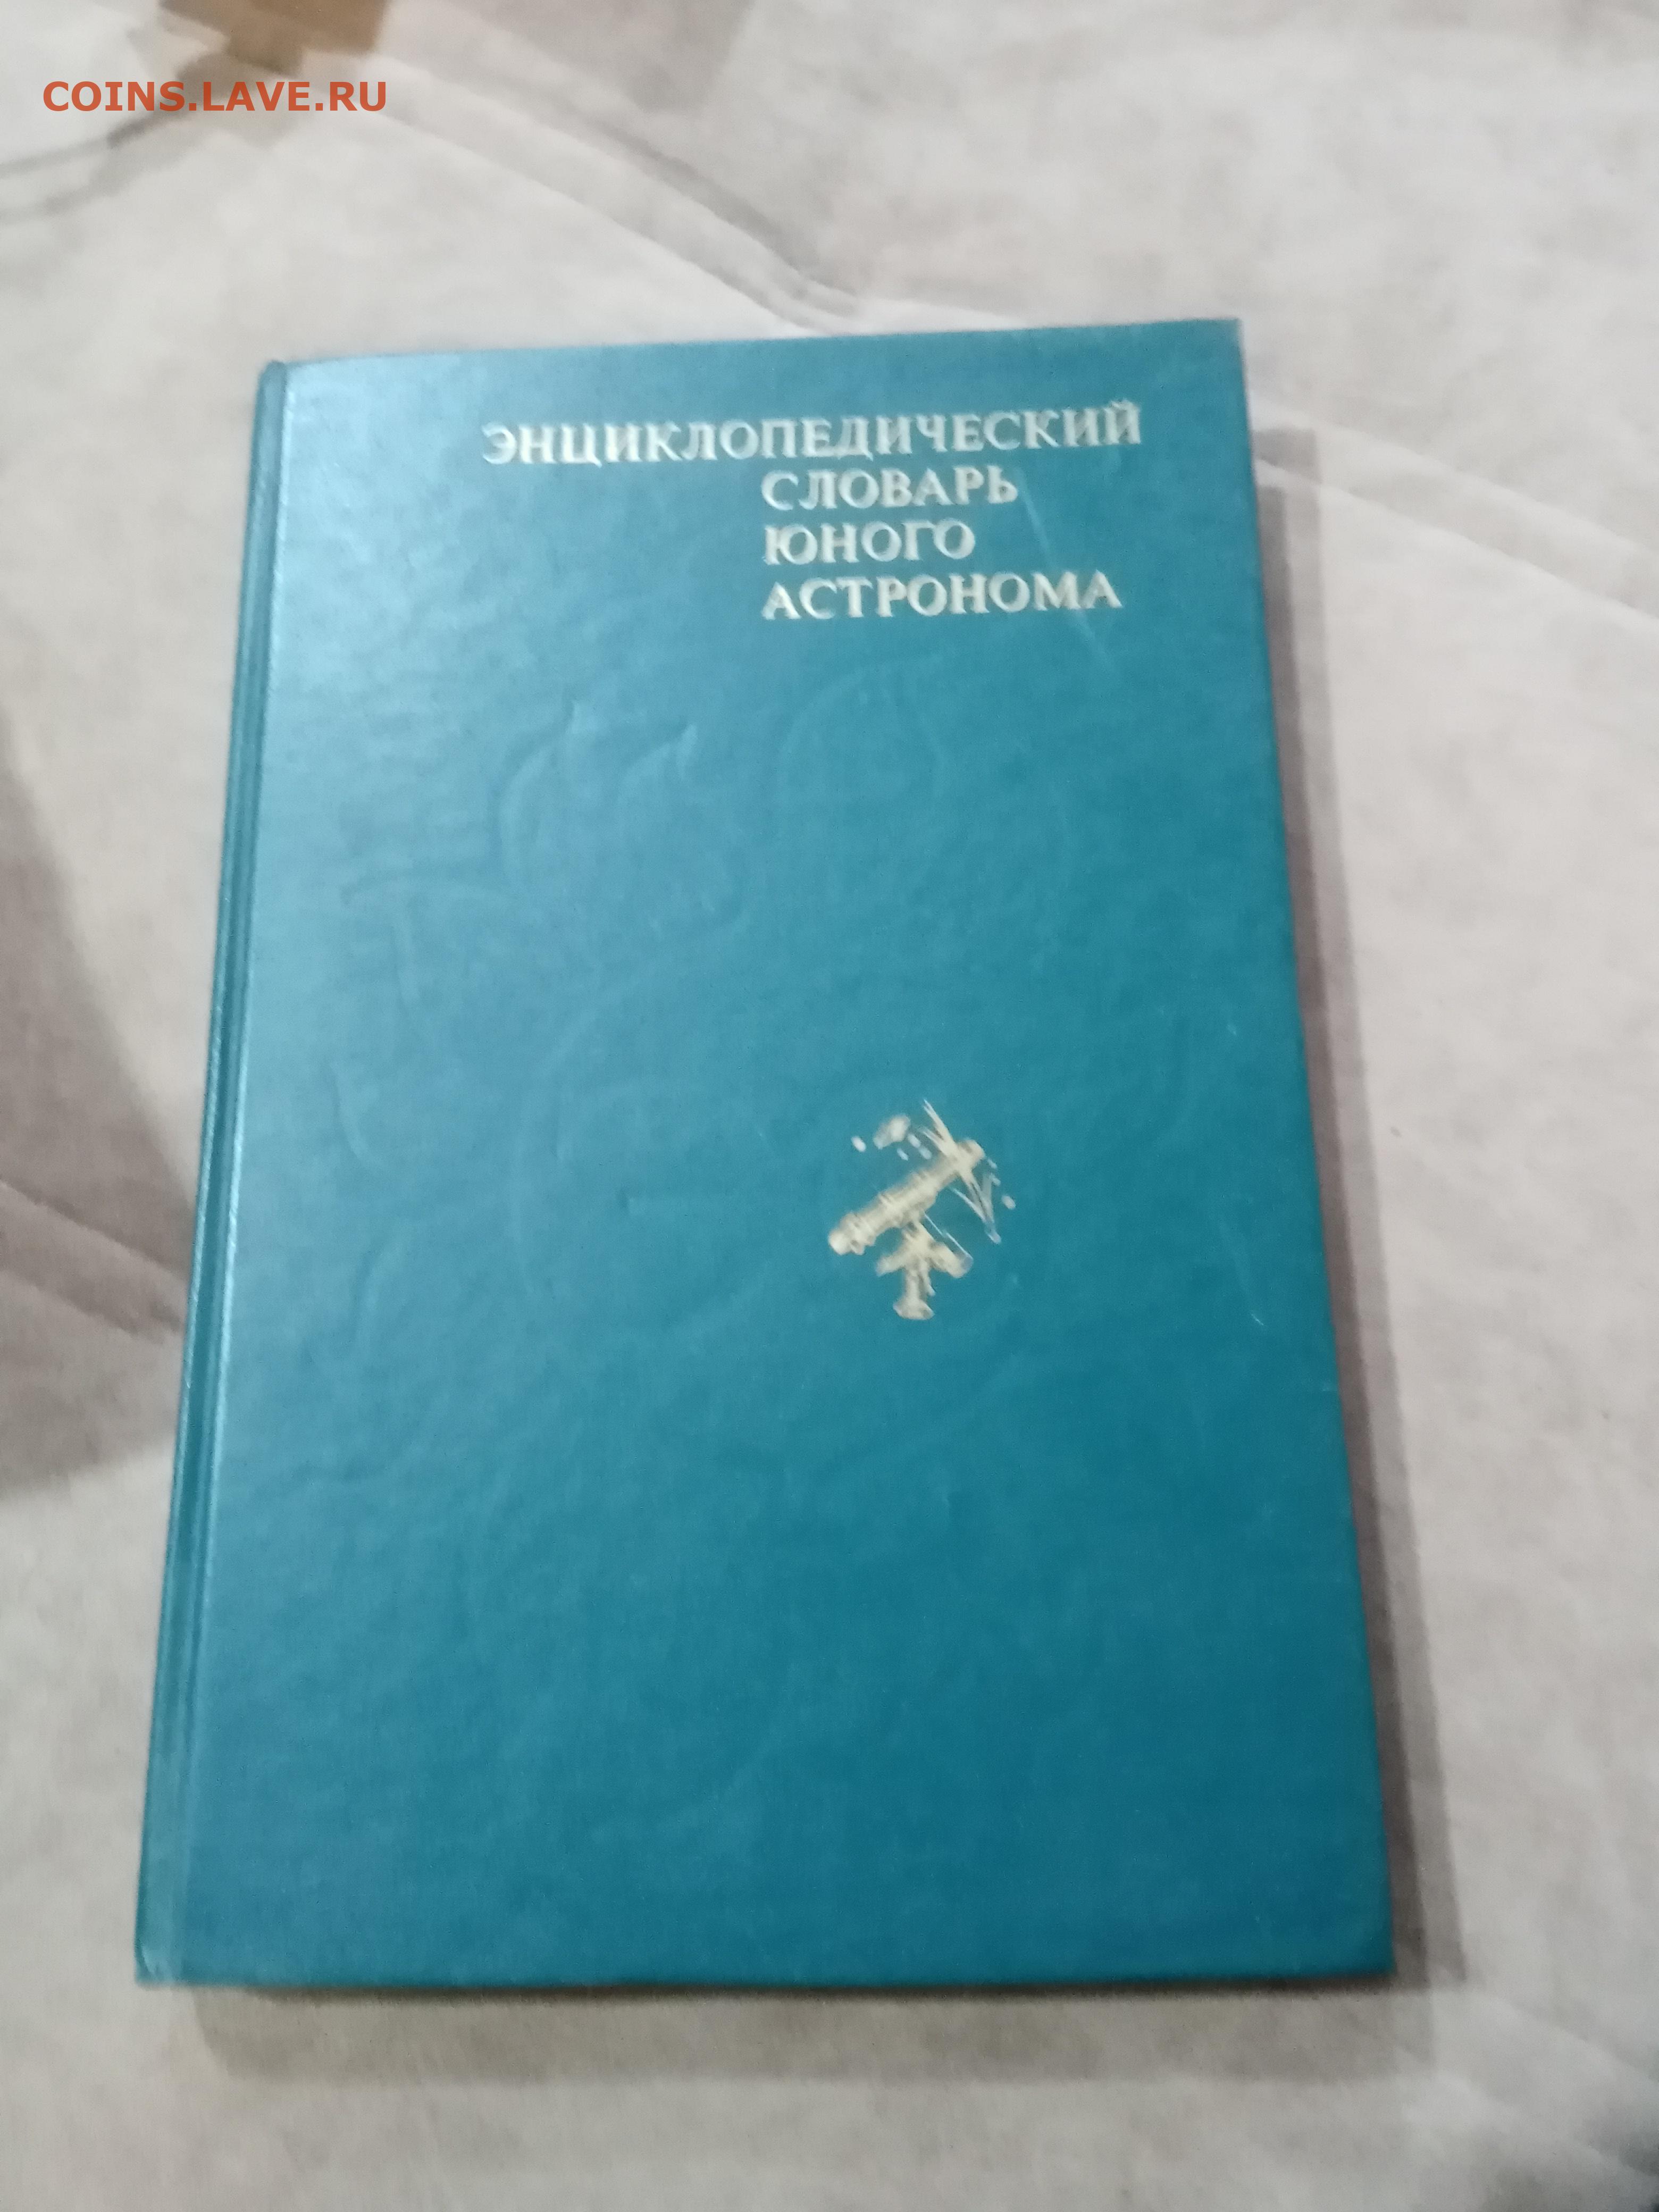 COINS.LAVE.RU
ЭНЦИКЛОПЕДИЧЕСКИЙ
СЛОВАРЬ
ЮНОГО
АСТРОНОМА